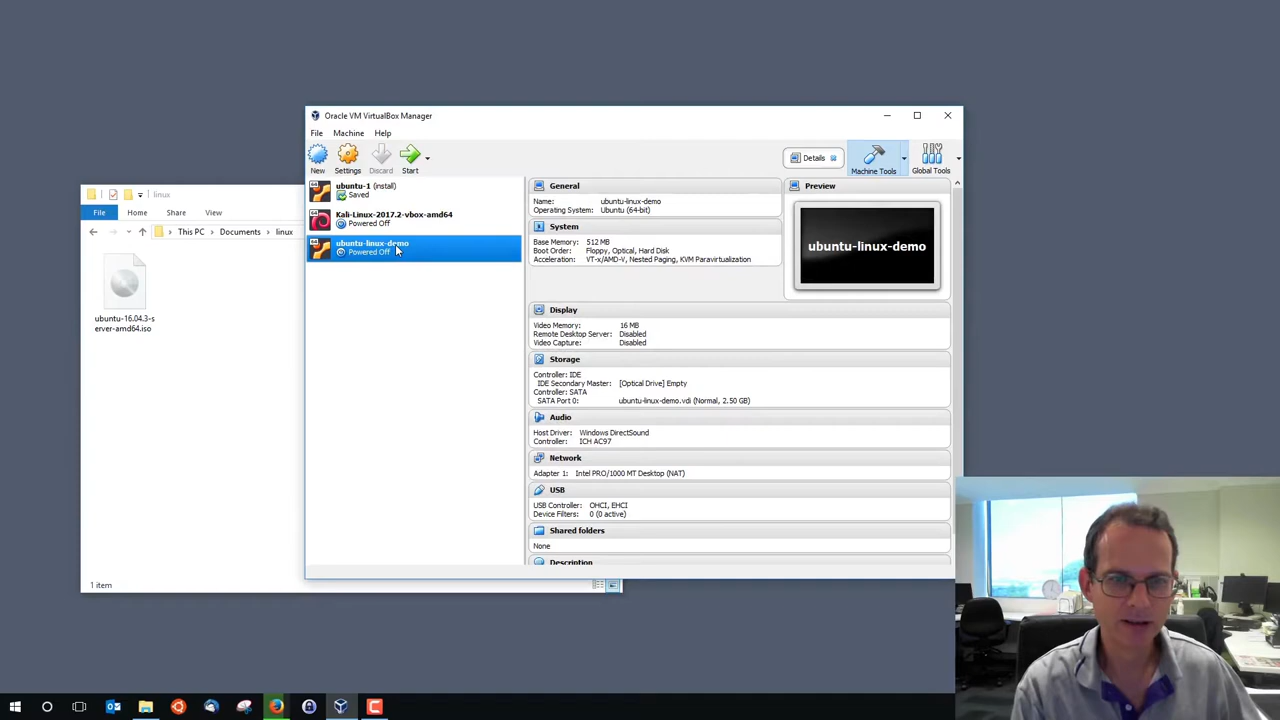 Oracle VM VirtualBox Manager
File Machine Help
New Settings Discard Start
Details Machine Tools Global Tools
linux
File Home Share View
This PC Documents linux
ubuntu-16.04.3-s
erver-amd64.iso
1 item
ubuntu-1 (install)
Saved
Kali-Linux-2017.2-vbox-amd64
Powered Off
ubuntu-linux-demo
Powered Off
General
Name: ubuntu-linux-demo
Operating System: Ubuntu (64-bit)
System
Base Memory: 512 MB
Boot Order: Floppy, Optical, Hard Disk
Acceleration: VT-x/AMD-V, Nested Paging, KVM Paravirtualization
Preview
ubuntu-linux-demo
Display
Video Memory: 16 MB
Remote Desktop Server: Disabled
Video Capture: Disabled
Storage
Controller: IDE
IDE Secondary Master: [Optical Drive] Empty
Controller: SATA
SATA Port 0: ubuntu-linux-demo.vdi (Normal, 2.50 GB)
Audio
Host Driver: Windows DirectSound
Controller: ICH AC97
Network
Adapter 1: Intel PRO/1000 MT Desktop (NAT)
USB
USB Controller: OHCI, EHCI
Device Filters: 0 (0 active)
Shared folders
None
Description